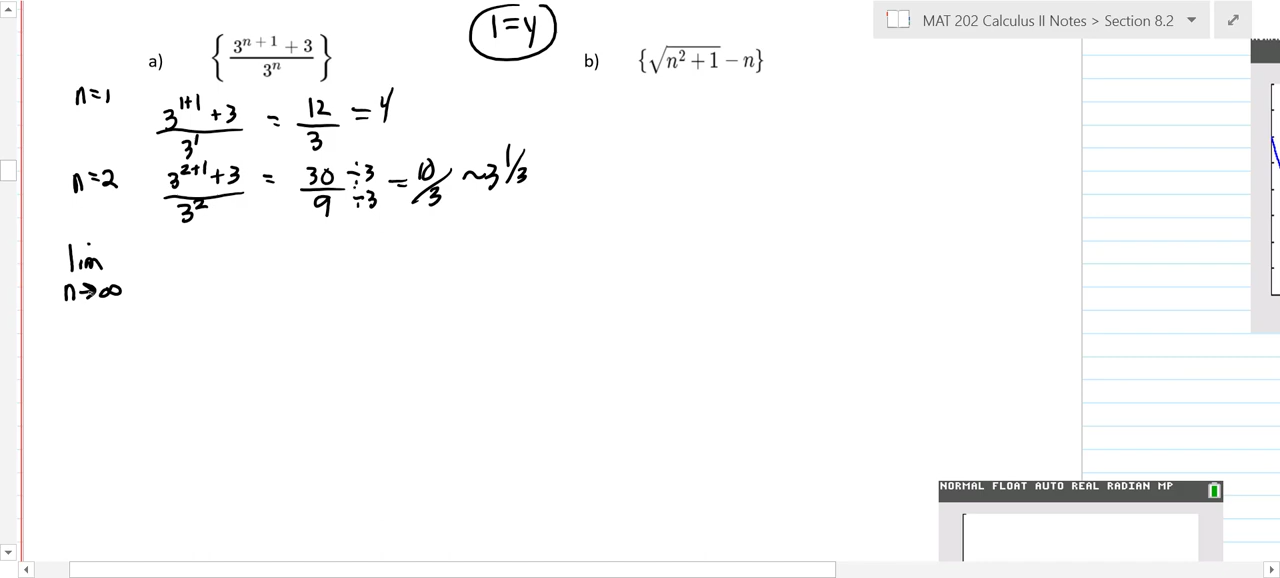 MAT 202 Calculus II Notes > Section 8.2
1 = y
a) { (3^{n+1} + 3) / 3^n }
b) {√(n² + 1) − n}
n=1 (3^{1+1} + 3) / 3^1 = 12/3 = 4
n=2 (3^{2+1} + 3) / 3^2 = 30/9 ÷3 ÷3 = 10/3 ~3 1/3
lim
n→∞
NORMAL FLOAT AUTO REAL RADIAN MP